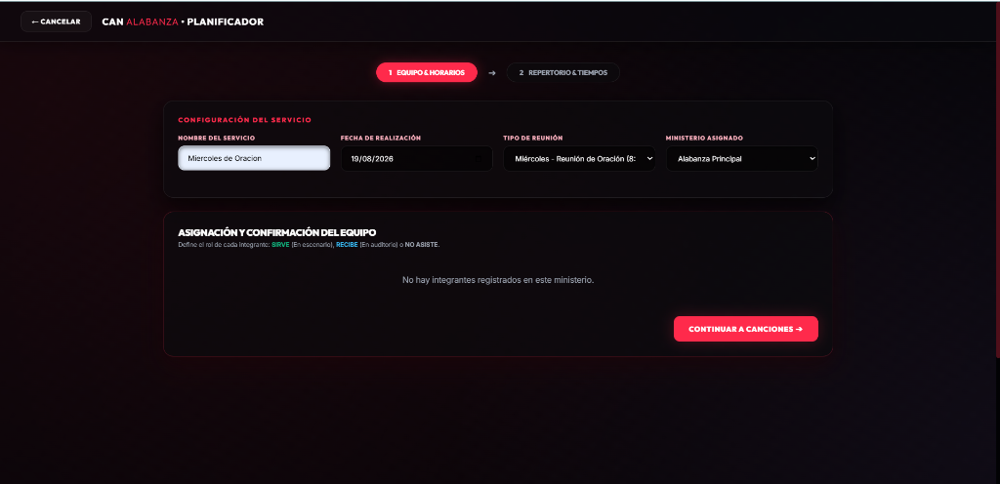 ← CANCELAR
CAN ALABANZA • PLANIFICADOR
1 EQUIPO & HORARIOS → 2 REPERTORIO & TIEMPOS
CONFIGURACIÓN DEL SERVICIO
NOMBRE DEL SERVICIO FECHA DE REALIZACIÓN TIPO DE REUNIÓN MINISTERIO ASIGNADO
Miercoles de Oracion 19/08/2026 Miércoles - Reunión de Oración (8: Alabanza Principal
ASIGNACIÓN Y CONFIRMACIÓN DEL EQUIPO
Define el rol de cada integrante: SIRVE (En escenario), RECIBE (En auditorio) o NO ASISTE.
No hay integrantes registrados en este ministerio.
CONTINUAR A CANCIONES →